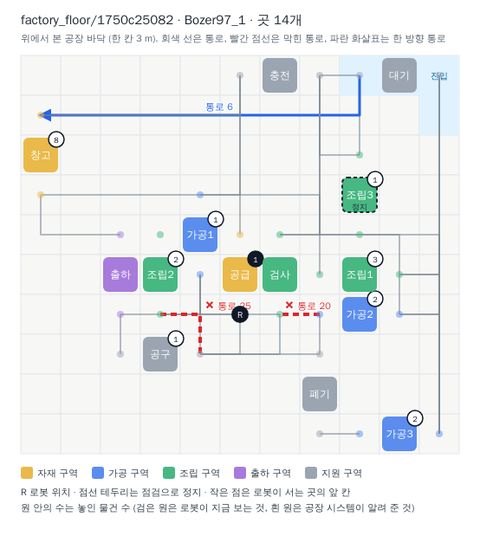 factory_floor/1750c25082 · Bozer97_1 · 곳 14개
위에서 본 공장 바닥 (한 칸 3 m). 회색 선은 통로, 빨간 점선은 막힌 통로, 파란 화살표는 한 방향 통로
충전
대기
통로 6
8
창고
1
조립3
정지
1
가공1
출하
2
조립2
1
공급
검사
3
조립1
통로 25
통로 20
R
2
가공2
1
공구
폐기
2
가공3
자재 구역
가공 구역
조립 구역
출하 구역
지원 구역
R 로봇 위치 · 점선 테두리는 점검으로 정지 · 작은 점은 로봇이 서는 곳의 앞 칸
원 안의 수는 놓인 물건 수 (검은 원은 로봇이 지금 보는 것, 흰 원은 공장 시스템이 알려 준 것)